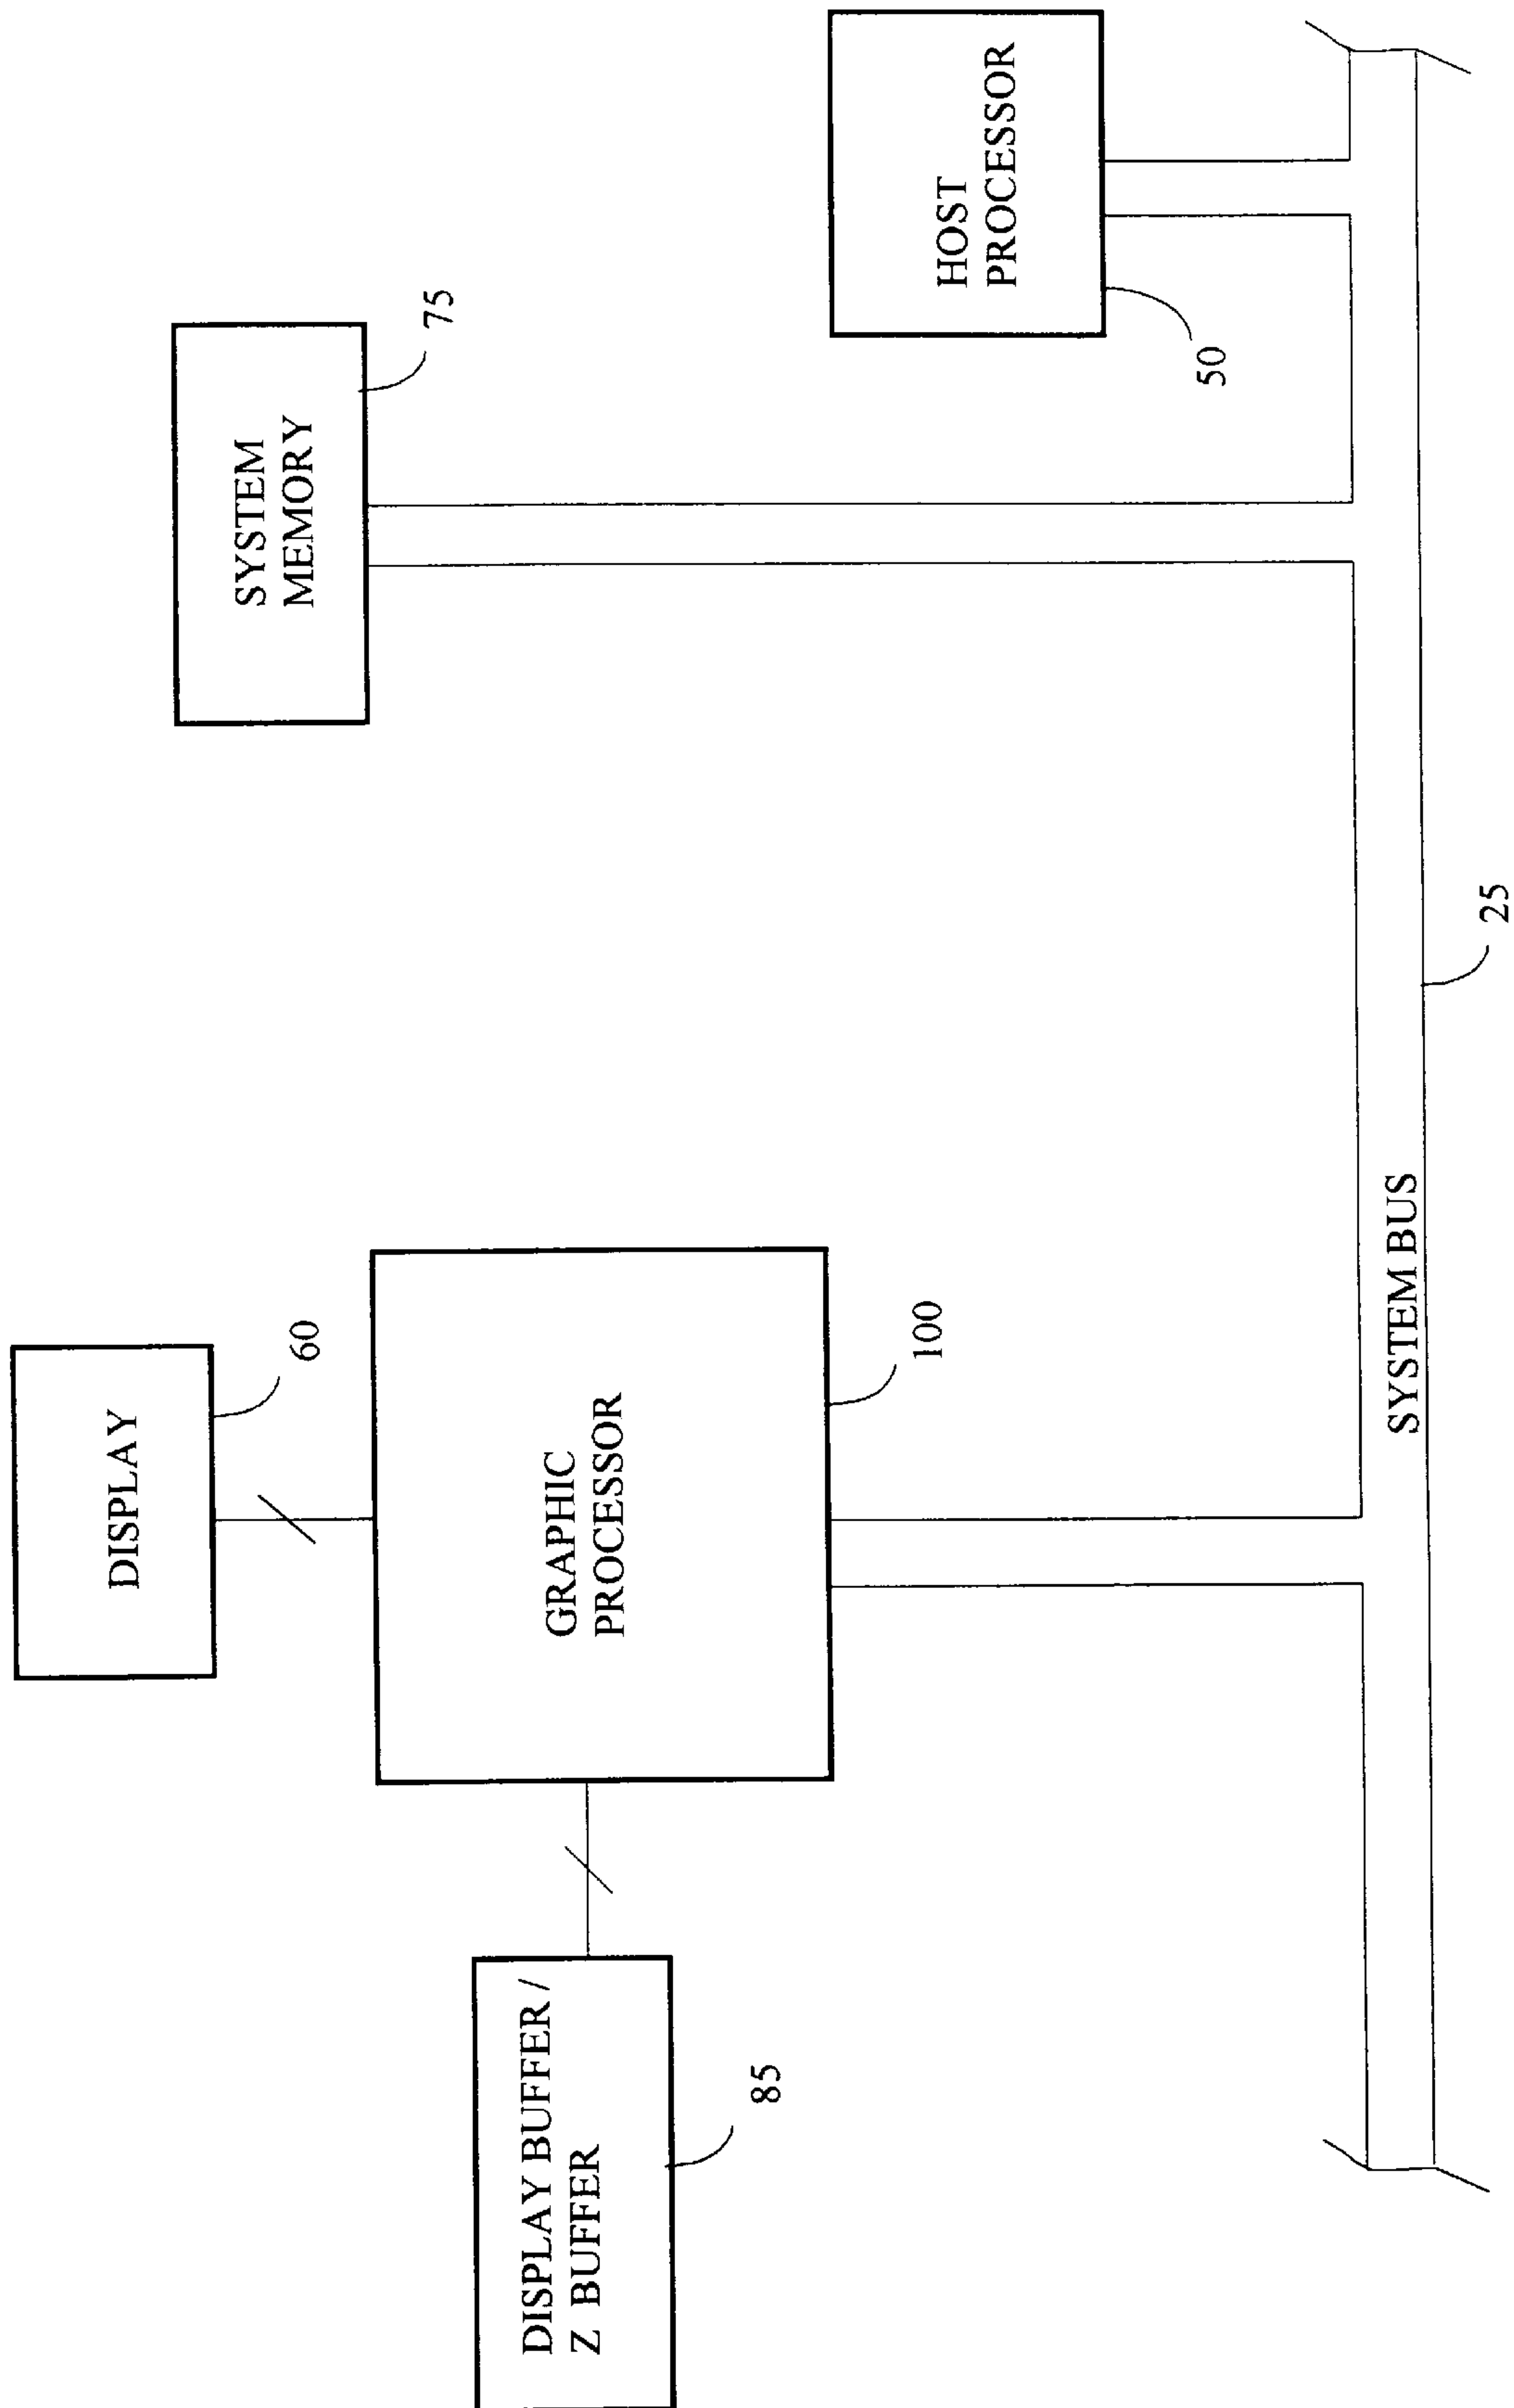 DISPLAY
60
SYSTEM
MEMORY
75
DISPLAY BUFFER /
Z BUFFER
85
GRAPHIC
PROCESSOR
100
HOST
PROCESSOR
50
SYSTEM BUS
25